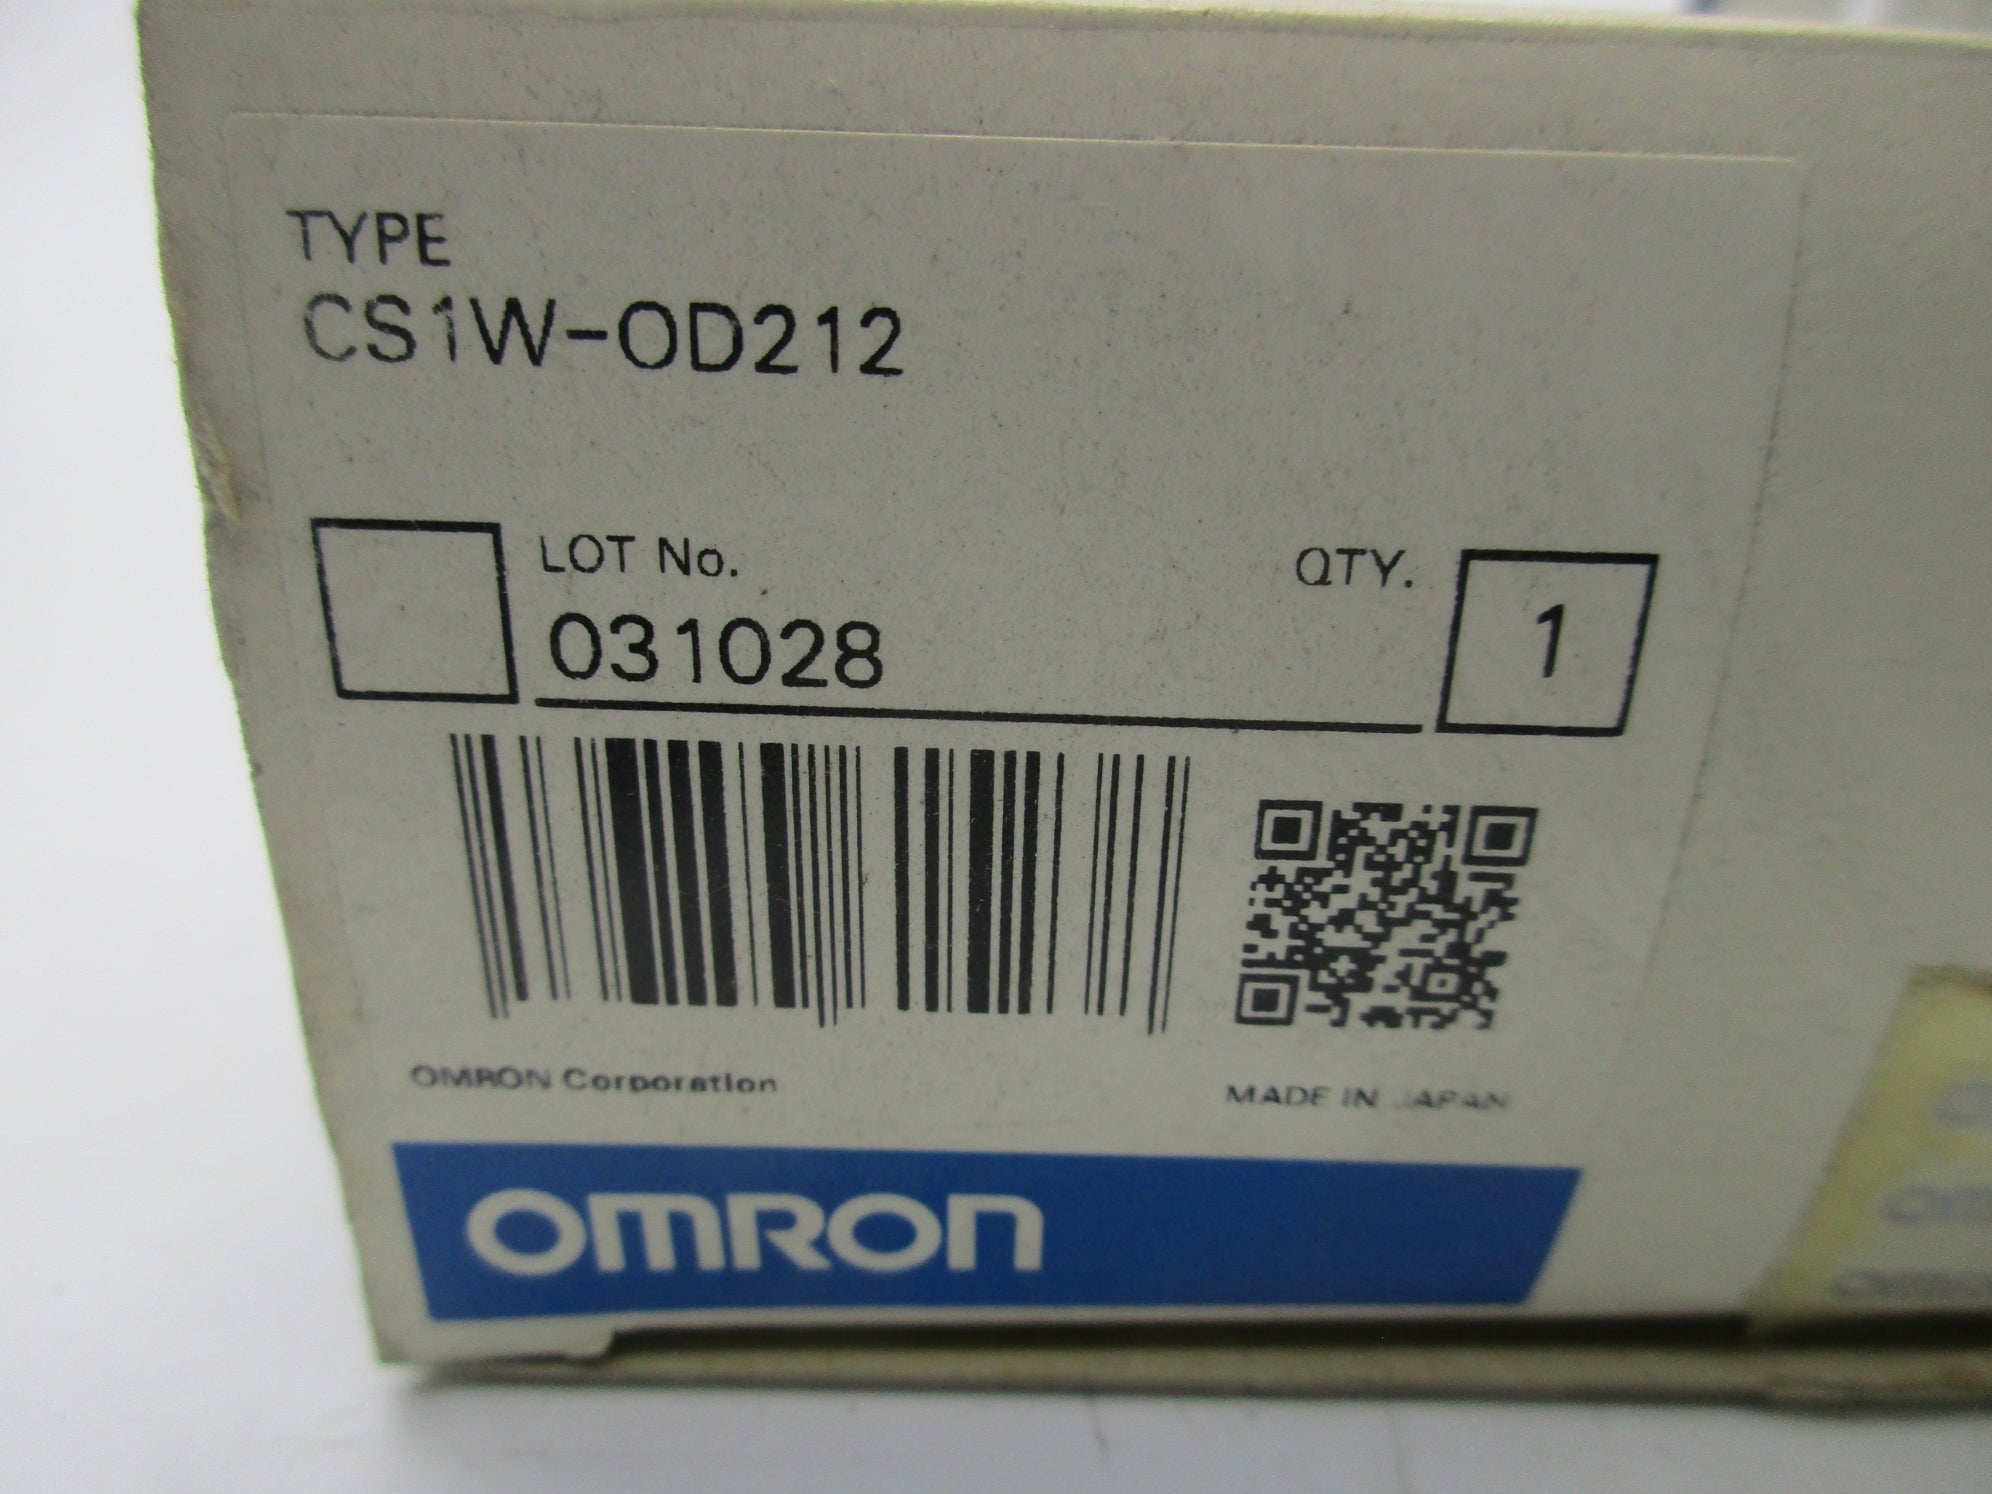 TYPE
CS1W-OD212
LOT No.
QTY.
031028
1
OMRON Corporation
MADE IN JAPAN
OMRON